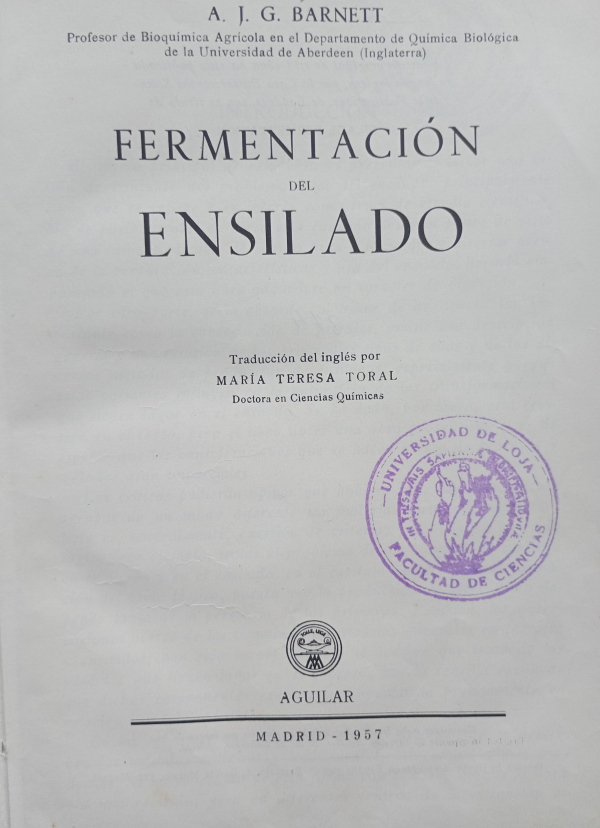 A. J. G. BARNETT
Profesor de Bioquímica Agrícola en el Departamento de Química Biológica
de la Universidad de Aberdeen (Inglaterra)
FERMENTACIÓN
DEL
ENSILADO
Traducción del inglés por
MARÍA TERESA TORAL
Doctora en Ciencias Químicas
UNIVERSIDAD DE LOJA
FACULTAD DE CIENCIAS
TOLLE, LEGE
AGUILAR
MADRID - 1957